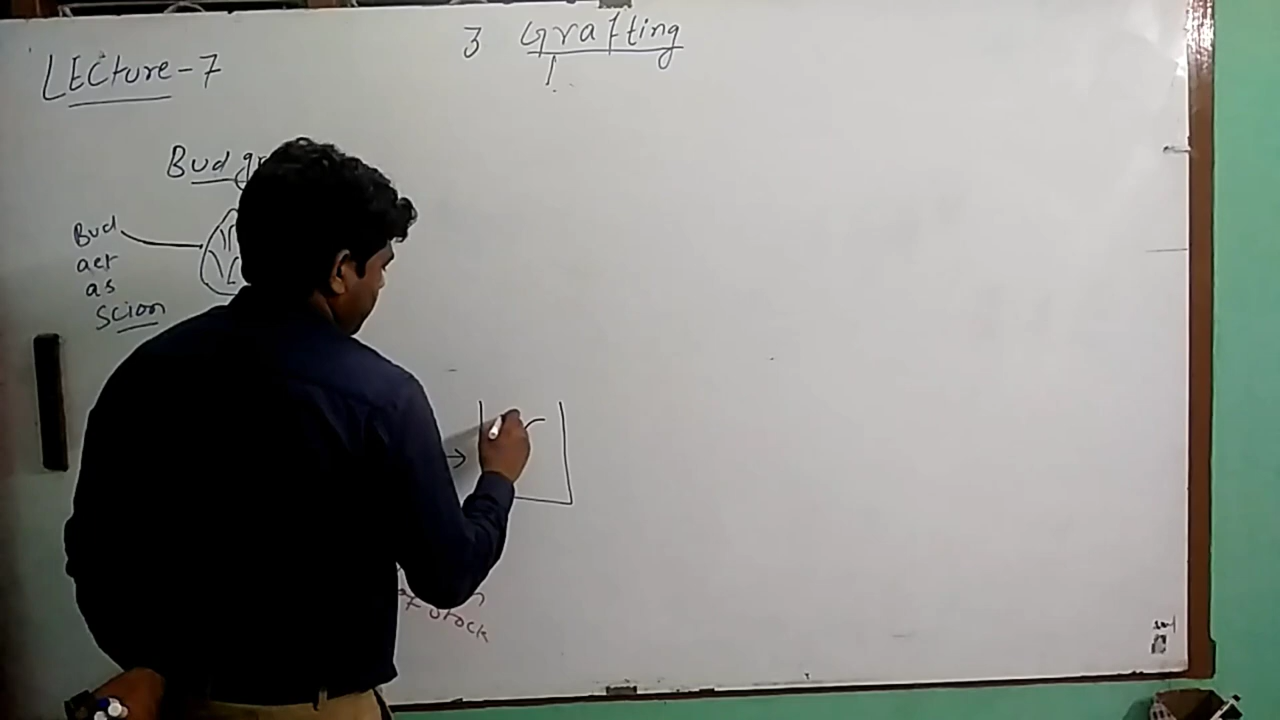 3 Grafting
LECture-7
Bud
Bud
act
as
Scion
stock